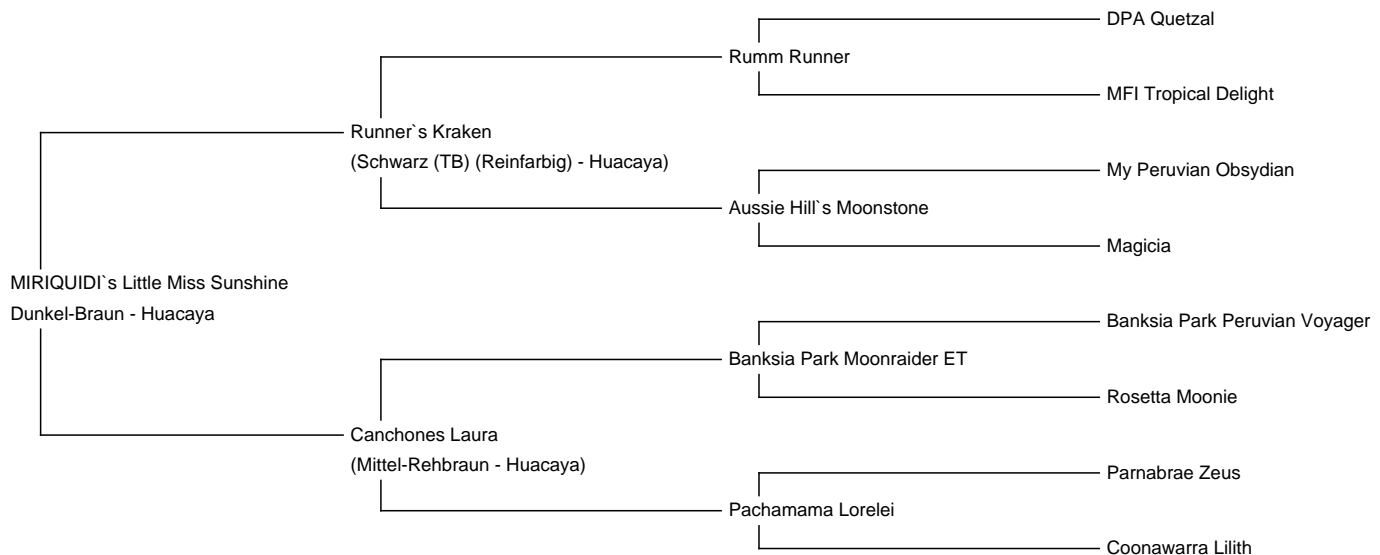 DPA Quetzal
Rumm Runner
MFI Tropical Delight
Runner`s Kraken
(Schwarz (TB) (Reinfarbig) - Huacaya)
My Peruvian Obsydian
Aussie Hill`s Moonstone
Magicia
MIRIQUIDI`s Little Miss Sunshine
Dunkel-Braun - Huacaya
Banksia Park Peruvian Voyager
Banksia Park Moonraider ET
Rosetta Moonie
Canchones Laura
(Mittel-Rehbraun - Huacaya)
Parnabrae Zeus
Pachamama Lorelei
Coonawarra Lilith